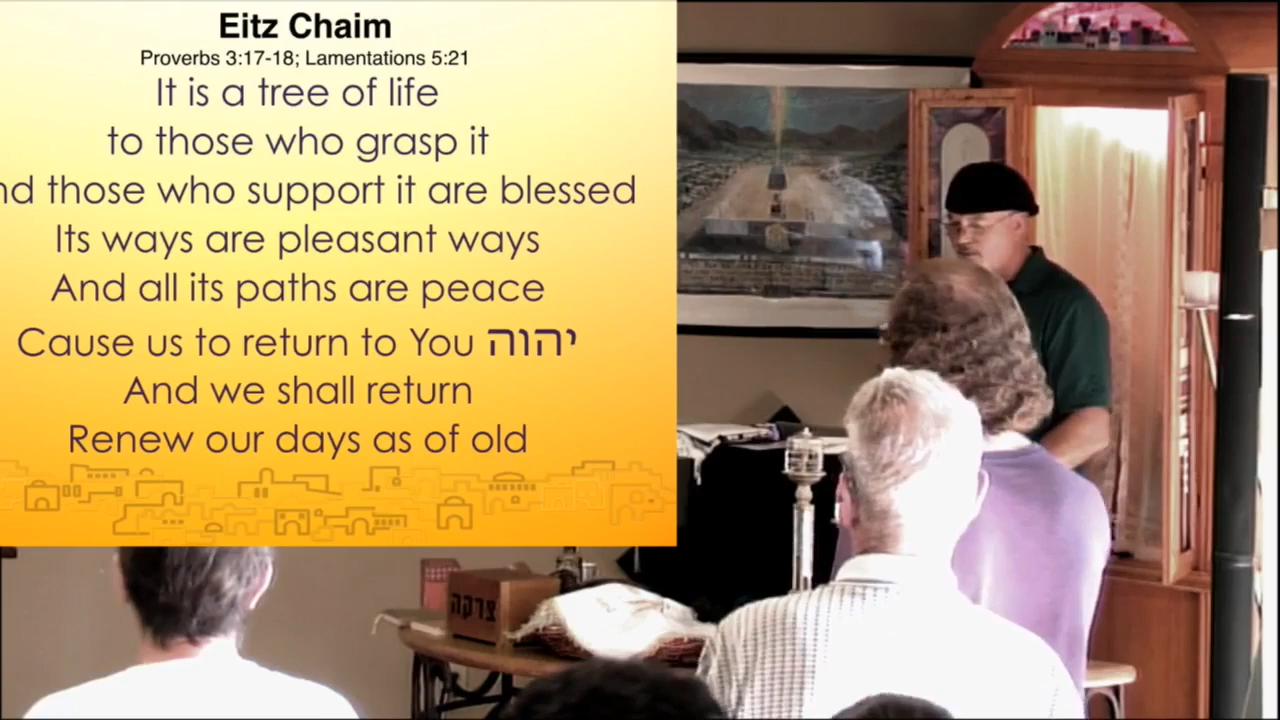 Eitz Chaim
Proverbs 3:17-18; Lamentations 5:21
It is a tree of life
to those who grasp it
those who support it are blessed
Its ways are pleasant ways
And all its paths are peace
Cause us to return to You יהוה
And we shall return
Renew our days as of old
צדקה